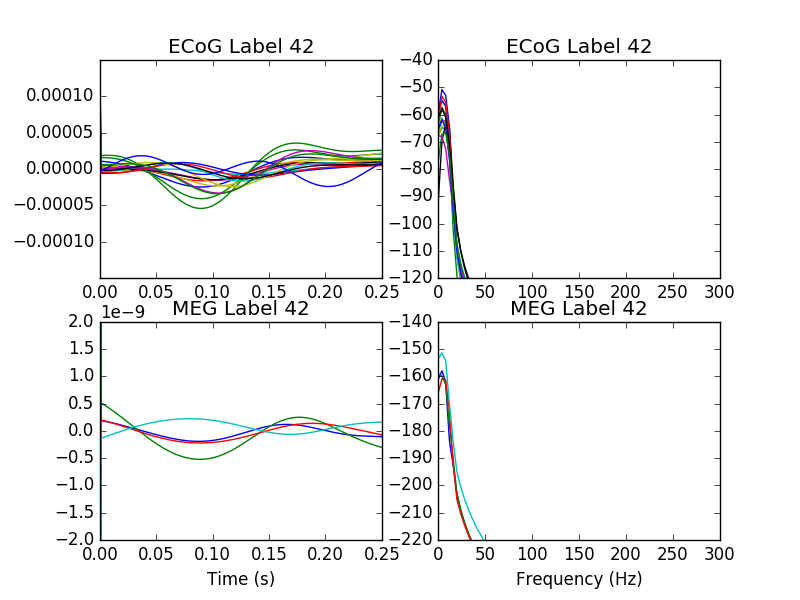 ECoG Label 42
0.00010
0.00005
0.00000
−0.00005
−0.00010
0.00 0.05 0.10 0.15 0.20 0.25
ECoG Label 42
−40
−50
−60
−70
−80
−90
−100
−110
−120
0 50 100 150 200 250 300
MEG Label 42
1e−9
2.0
1.5
1.0
0.5
0.0
−0.5
−1.0
−1.5
−2.0
0.00 0.05 0.10 0.15 0.20 0.25
Time (s)
MEG Label 42
−140
−150
−160
−170
−180
−190
−200
−210
−220
0 50 100 150 200 250 300
Frequency (Hz)